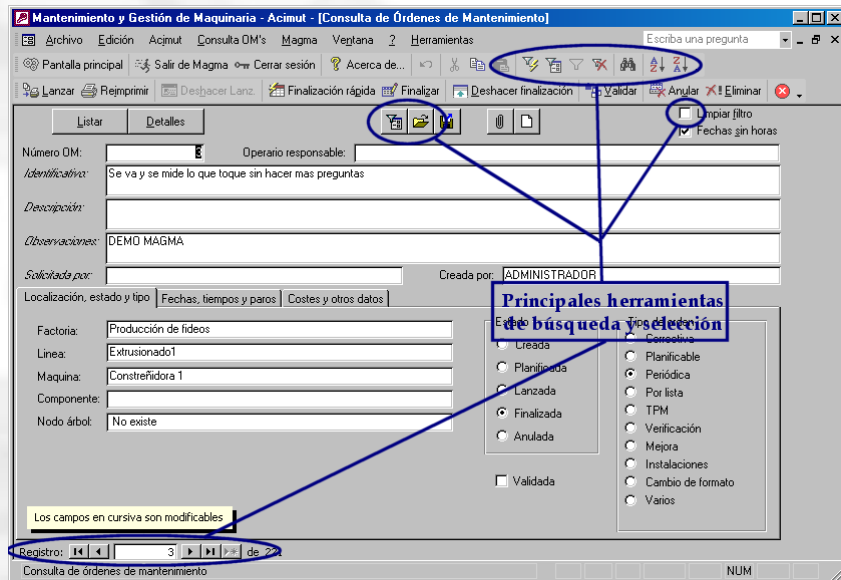 Mantenimiento y Gestión de Maquinaria - Acimut - [Consulta de Órdenes de Mantenimiento]
Archivo Edición Acimut Consulta OM's Magma Ventana ? Herramientas Escriba una pregunta
Pantalla principal Salir de Magma Cerrar sesión Acerca de...
Lanzar Reimprimir Deshacer Lanz. Finalización rápida Finalizar Deshacer finalización Validar Anular Eliminar
Listar Detalles Limpiar filtro
Fechas sin horas
Número OM: 3 Operario responsable:
Identificativo: Se va y se mide lo que toque sin hacer mas preguntas
Descripción:
Observaciones: DEMO MAGMA
Solicitada por: Creada por: ADMINISTRADOR
Localización, estado y tipo Fechas, tiempos y paros Costes y otros datos
Principales herramientas
de búsqueda y selección
Factoria: Producción de fideos
Linea: Extrusionado1
Maquina: Constreñidora 1
Componente:
Nodo árbol: No existe
Estado
Creada
Planificada
Lanzada
Finalizada
Anulada
Validada
Tipo de orden
Correctiva
Planificable
Periódica
Por lista
TPM
Verificación
Mejora
Instalaciones
Cambio de formato
Varios
Los campos en cursiva son modificables
Registro: 3 de
Consulta de órdenes de mantenimiento NUM